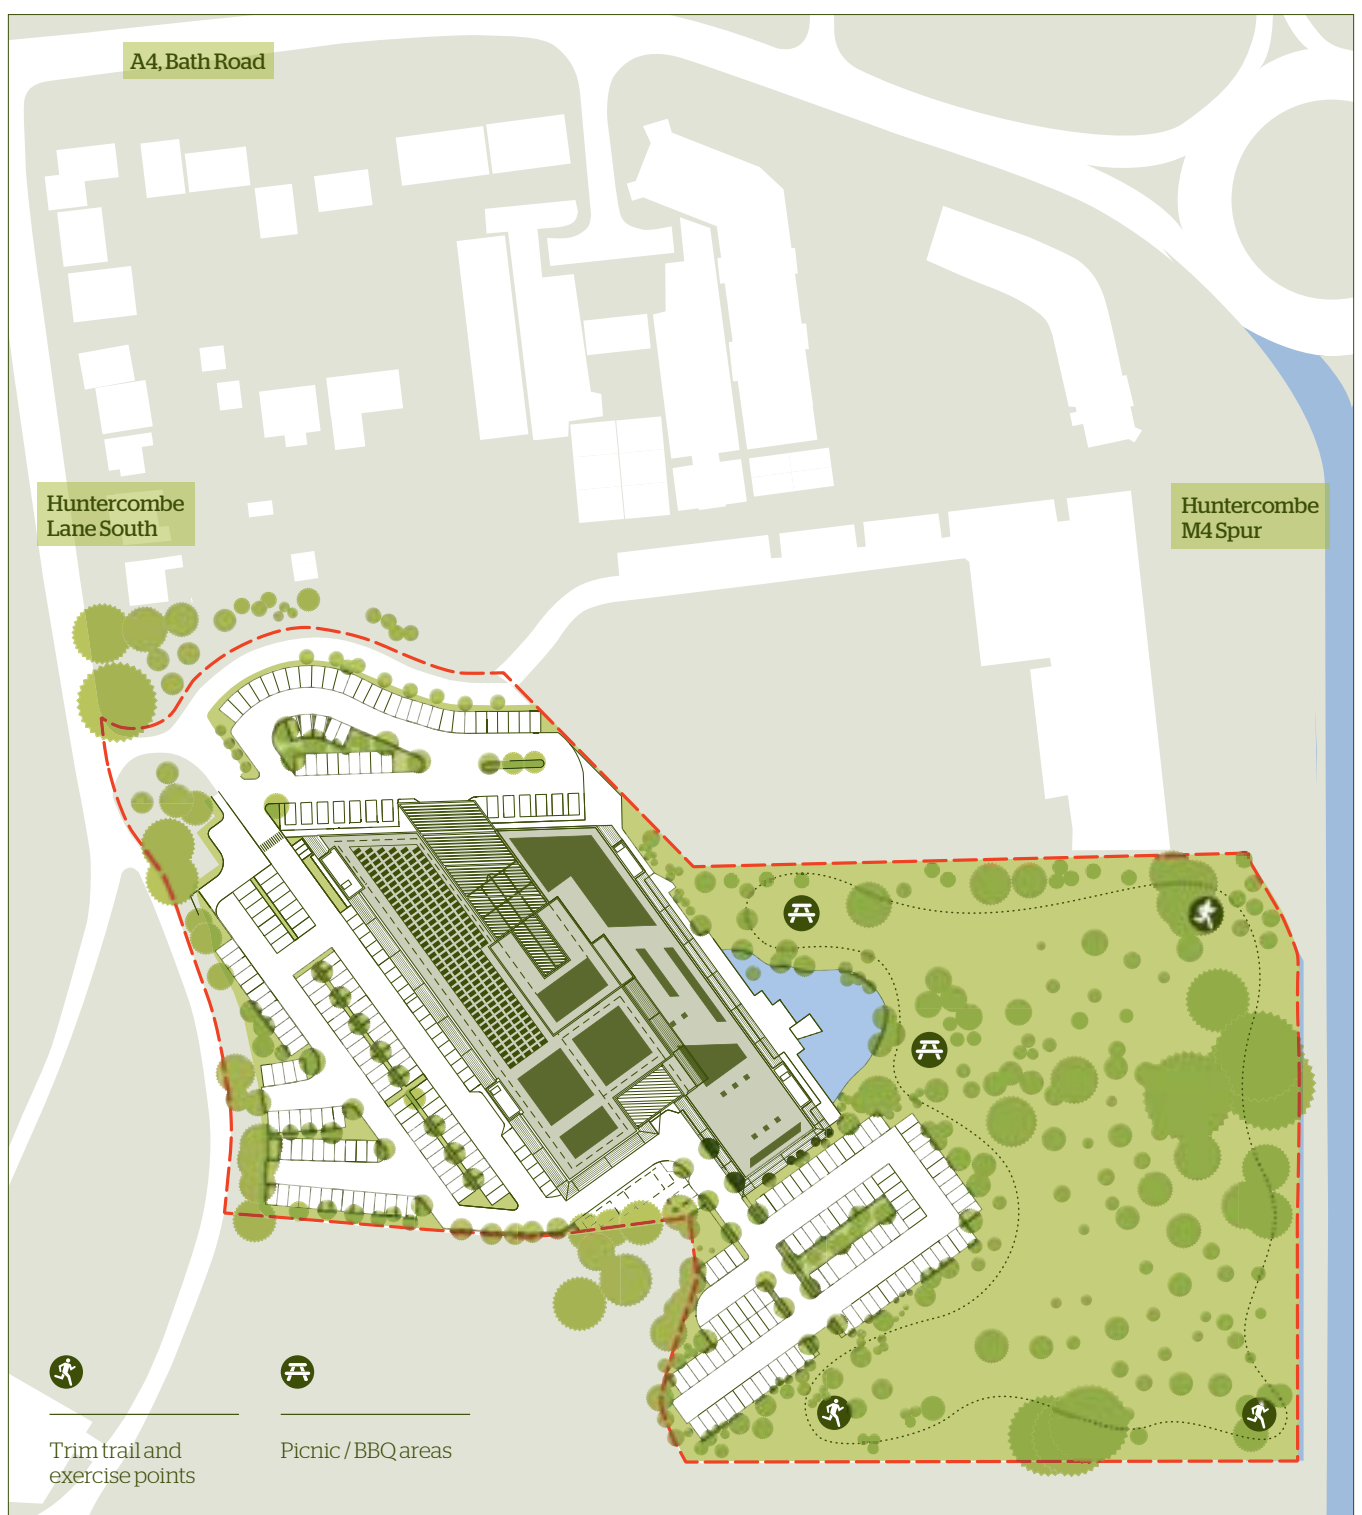 A4, Bath Road
Huntercombe
Lane South
Huntercombe
M4 Spur
Trim trail and
exercise points
Picnic / BBQ areas